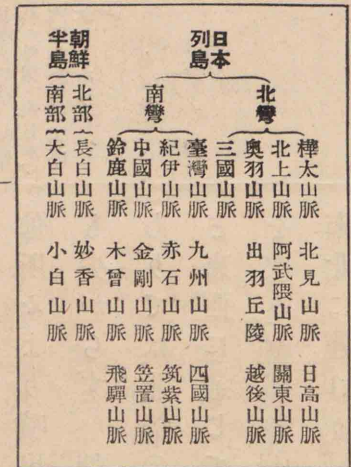 日本列島
北彎
樺太山脈 北見山脈 日高山脈
北上山脈 阿武隈山脈 關東山脈
奥羽山脈 出羽丘陵 越後山脈
三國山脈
南彎
臺灣山脈 九州山脈 四國山脈
紀伊山脈 赤石山脈 筑紫山脈
中國山脈 金剛山脈 笠置山脈
鈴鹿山脈 木曾山脈 飛驒山脈
朝鮮半島
北部 長白山脈 妙香山脈
南部 大白山脈 小白山脈